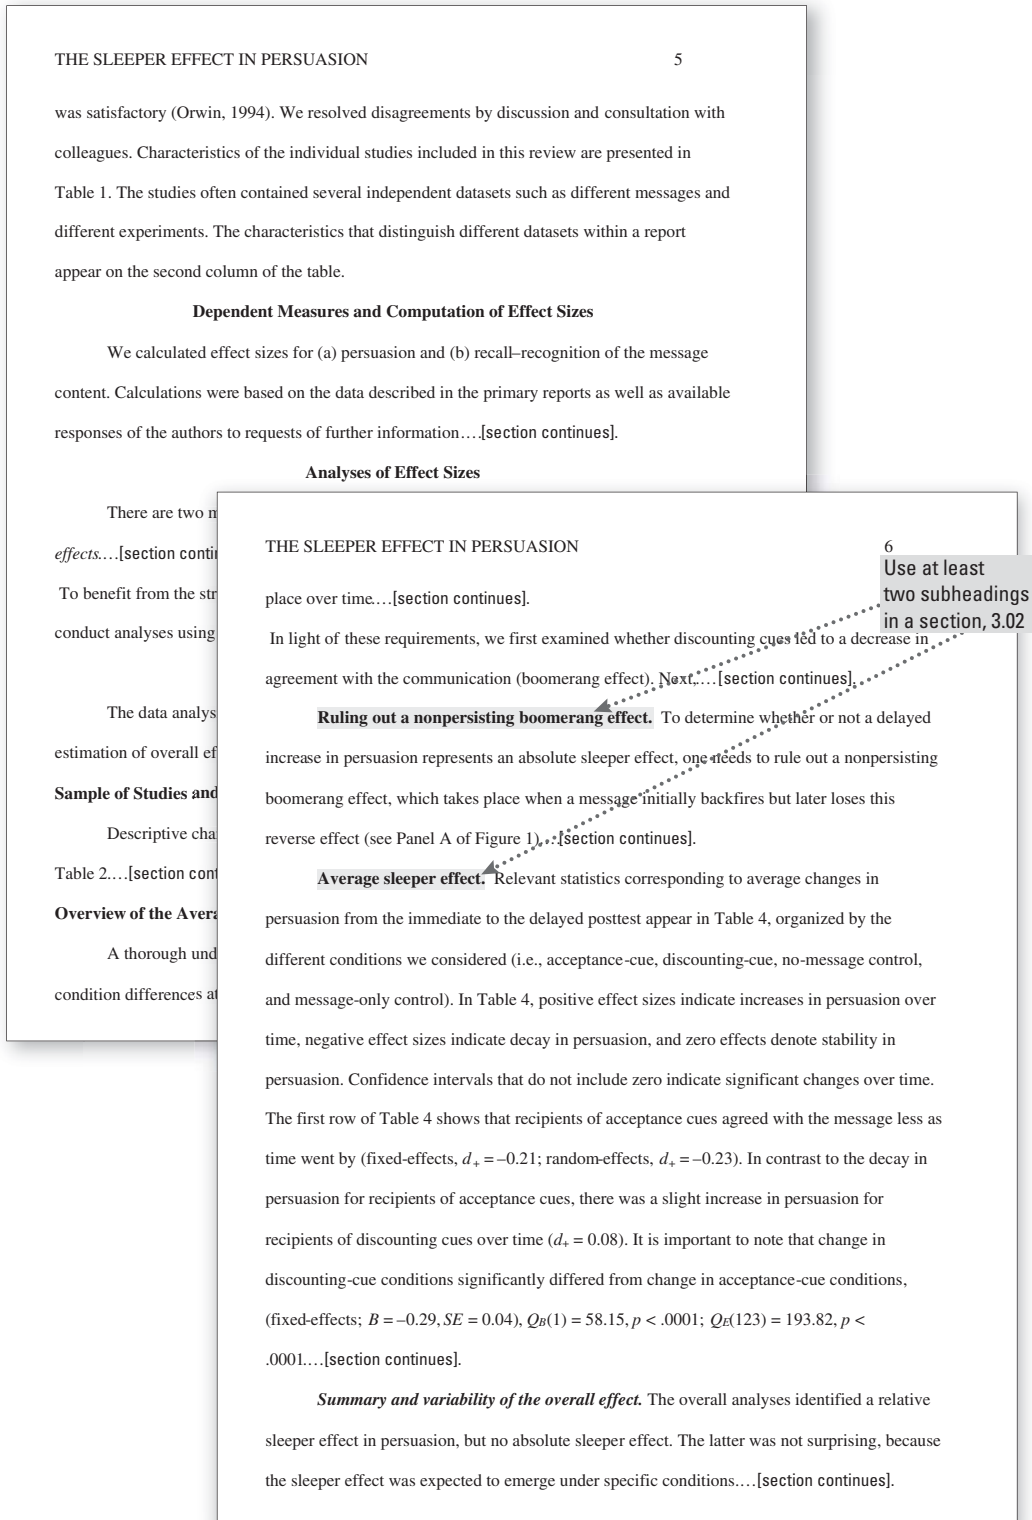 THE SLEEPER EFFECT IN PERSUASION 5
was satisfactory (Orwin, 1994). We resolved disagreements by discussion and consultation with
colleagues. Characteristics of the individual studies included in this review are presented in
Table 1. The studies often contained several independent datasets such as different messages and
different experiments. The characteristics that distinguish different datasets within a report
appear on the second column of the table.
Dependent Measures and Computation of Effect Sizes
We calculated effect sizes for (a) persuasion and (b) recall–recognition of the message
content. Calculations were based on the data described in the primary reports as well as available
responses of the authors to requests of further information….[section continues].
Analyses of Effect Sizes
There are two
effects.…[section
To benefit from the
conduct analyses using
The data
estimation of overall
Sample of Studies and
Descriptive
Table 2.…[section
Overview of the
A thorough
condition differences
THE SLEEPER EFFECT IN PERSUASION 6
Use at least
two subheadings
in a section, 3.02
place over time.…[section continues].
In light of these requirements, we first examined whether discounting cues led to a decrease in
agreement with the communication (boomerang effect). Next,…[section continues].
Ruling out a nonpersisting boomerang effect. To determine whether or not a delayed
increase in persuasion represents an absolute sleeper effect, one needs to rule out a nonpersisting
boomerang effect, which takes place when a message initially backfires but later loses this
reverse effect (see Panel A of Figure 1).…[section continues].
Average sleeper effect. Relevant statistics corresponding to average changes in
persuasion from the immediate to the delayed posttest appear in Table 4, organized by the
different conditions we considered (i.e., acceptance-cue, discounting-cue, no-message control,
and message-only control). In Table 4, positive effect sizes indicate increases in persuasion over
time, negative effect sizes indicate decay in persuasion, and zero effects denote stability in
persuasion. Confidence intervals that do not include zero indicate significant changes over time.
The first row of Table 4 shows that recipients of acceptance cues agreed with the message less as
time went by (fixed-effects, d₊ = –0.21; random-effects, d₊ = –0.23). In contrast to the decay in
persuasion for recipients of acceptance cues, there was a slight increase in persuasion for
recipients of discounting cues over time (d₊ = 0.08). It is important to note that change in
discounting-cue conditions significantly differed from change in acceptance-cue conditions,
(fixed-effects; B = –0.29, SE = 0.04), QB(1) = 58.15, p < .0001; QE(123) = 193.82, p <
.0001.…[section continues].
Summary and variability of the overall effect. The overall analyses identified a relative
sleeper effect in persuasion, but no absolute sleeper effect. The latter was not surprising, because
the sleeper effect was expected to emerge under specific conditions.…[section continues].